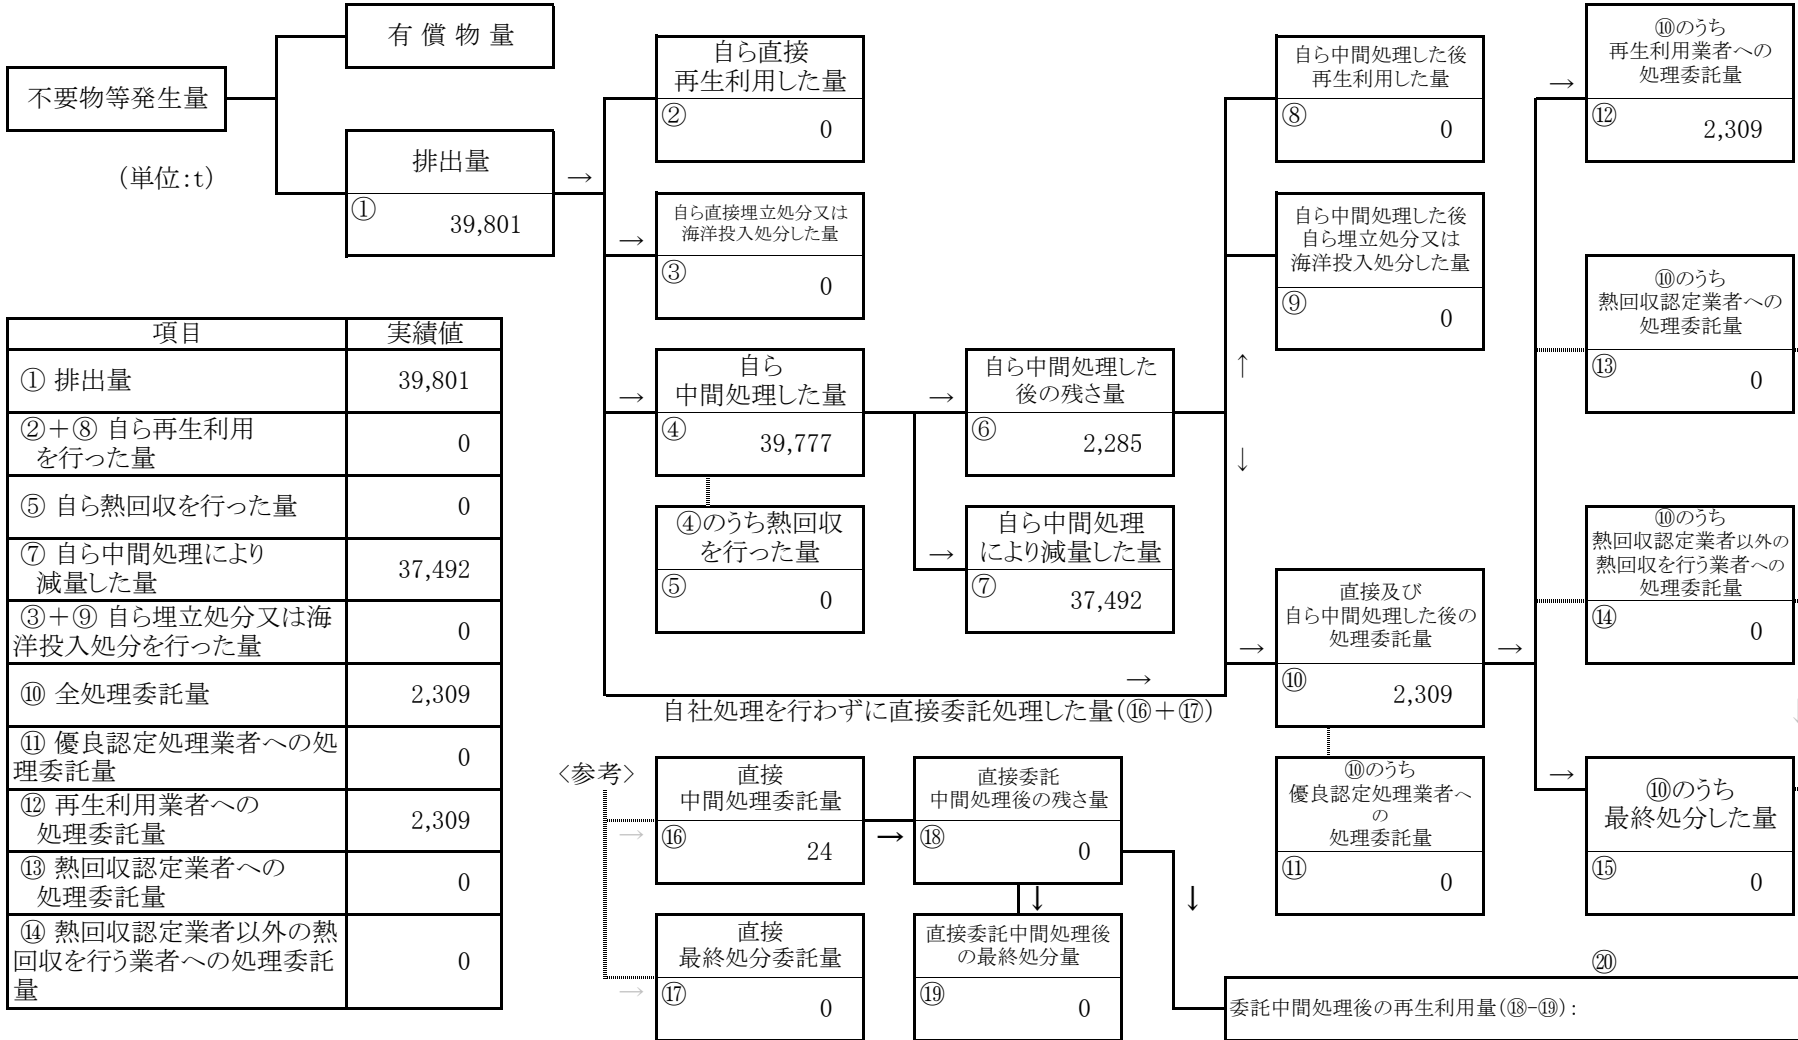 不要物等発生量
(単位:t)
有償物量
排出量
①
39,801
→
自ら直接
再生利用した量
②
0
→
自ら直接埋立処分又は
海洋投入処分した量
③
0
→
自ら
中間処理した量
④
39,777
④のうち熱回収
を行った量
⑤
0
→
自ら中間処理した
後の残さ量
⑥
2,285
→
自ら中間処理
により減量した量
⑦
37,492
自ら中間処理した後
再生利用した量
⑧
0
自ら中間処理した後
自ら埋立処分又は
海洋投入処分した量
⑨
0
↑
↓
→
直接及び
自ら中間処理した後の
処理委託量
⑩
2,309
→
⑩のうち
優良認定処理業者へ
の
処理委託量
⑪
0
→
⑩のうち
再生利用業者への
処理委託量
⑫
2,309
⑩のうち
熱回収認定業者への
処理委託量
⑬
0
⑩のうち
熱回収認定業者以外の
熱回収を行う業者への
処理委託量
⑭
0
→
⑩のうち
最終処分した量
⑮
0
→
自社処理を行わずに直接委託処理した量(⑯+⑰)
<参考>
→
直接
中間処理委託量
⑯
24
→
直接委託
中間処理後の残さ量
⑱
0
↓
↓
→
直接
最終処分委託量
⑰
0
直接委託中間処理後
の最終処分量
⑲
0
⑳
委託中間処理後の再生利用量(⑱-⑲):
項目 実績値
① 排出量 39,801
②+⑧ 自ら再生利用
を行った量 0
⑤ 自ら熱回収を行った量 0
⑦ 自ら中間処理により
減量した量 37,492
③+⑨ 自ら埋立処分又は海
洋投入処分を行った量 0
⑩ 全処理委託量 2,309
⑪ 優良認定処理業者への処
理委託量 0
⑫ 再生利用業者への
処理委託量 2,309
⑬ 熱回収認定業者への
処理委託量 0
⑭ 熱回収認定業者以外の熱
回収を行う業者への処理委託
量 0